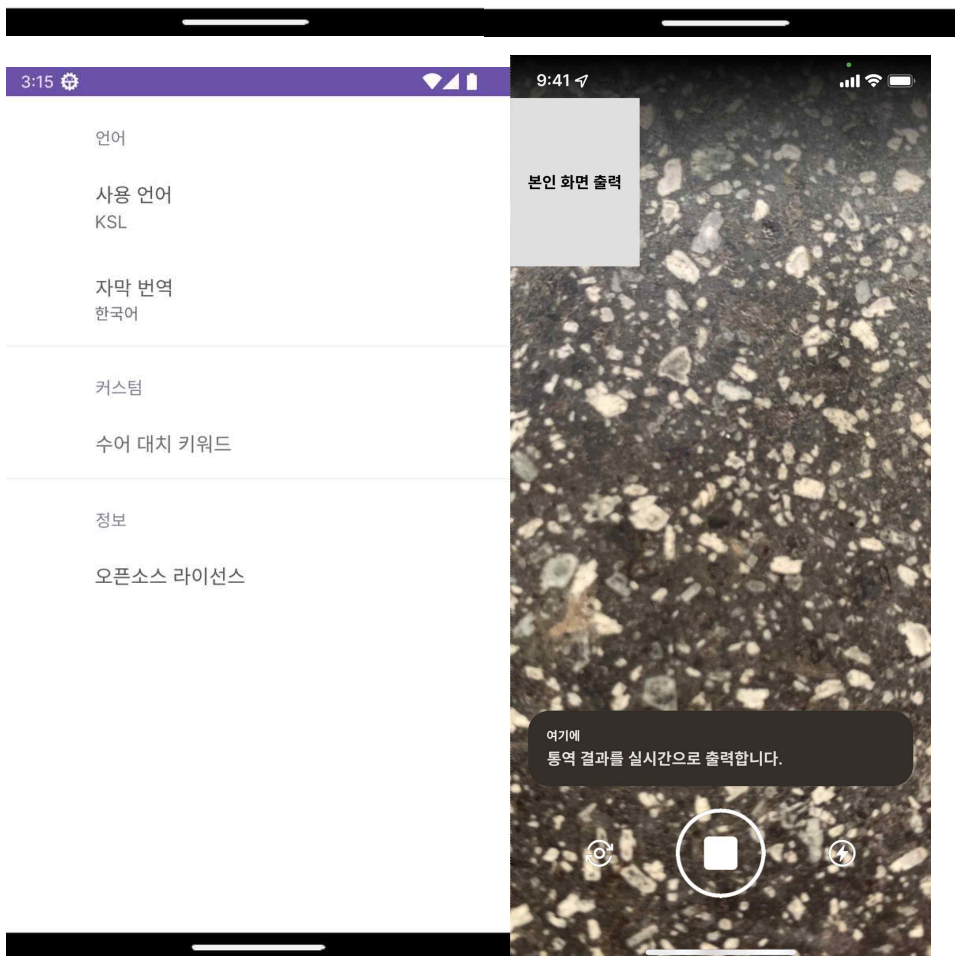 3:15
언어
사용 언어
KSL
자막 번역
한국어
커스텀
수어 대치 키워드
정보
오픈소스 라이선스
9:41
본인 화면 출력
여기에
통역 결과를 실시간으로 출력합니다.